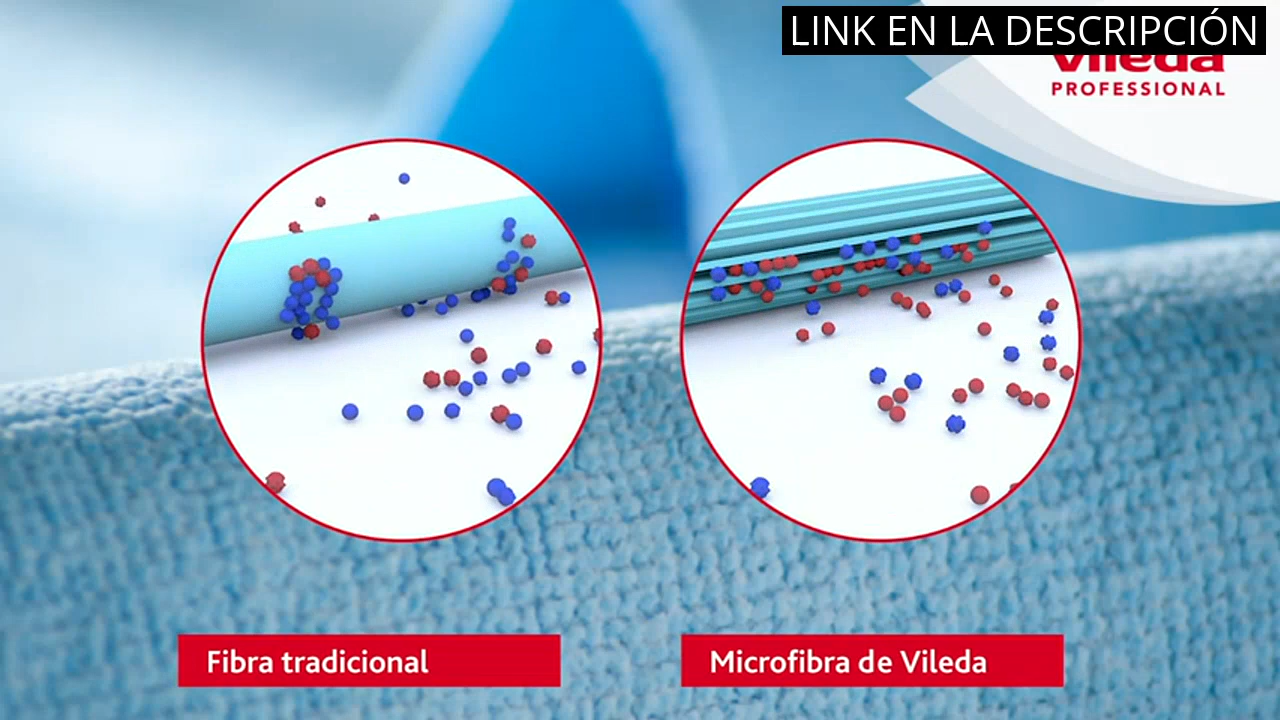 LINK EN LA DESCRIPCIÓN
vileda
PROFESSIONAL
Fibra tradicional
Microfibra de Vileda